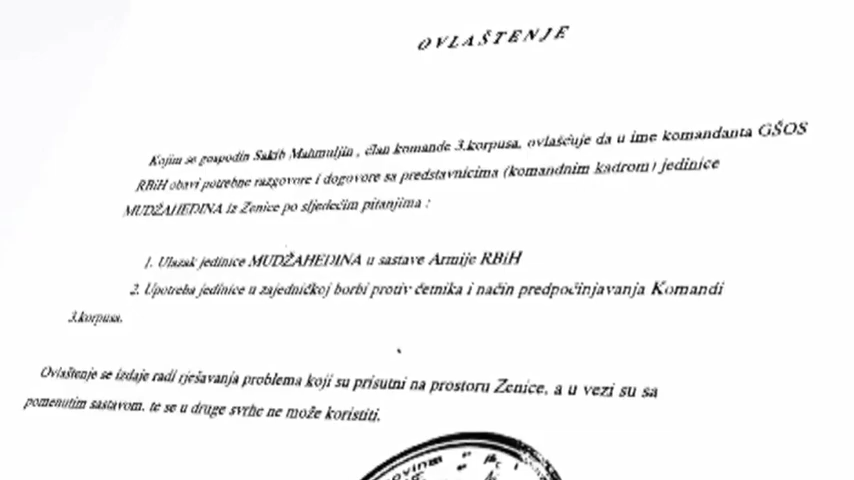 OVLAŠTENJE
Kojim se gospodin Sakib Mahmuljin , član komande 3.korpusa, ovlašćuje da u ime komandanta GŠOS
RBiH obavi potrebne razgovore i dogovore sa predstavnicima (komandnim kadrom) jedinice
MUDŽAHEDINA iz Zenice po sljedećim pitanjima :
1. Ulazak jedinice MUDŽAHEDINA u sastave Armije RBiH
2. Upotreba jedinice u zajedničkoj borbi protiv četnika i način predpočinjavanja Komandi
3.korpusa.
Ovlaštenje se izdaje radi rješavanja problema koji su prisutni na prostoru Zenice, a u vezi su sa
pomenutim sastavom, te se u druge svrhe ne može koristiti.